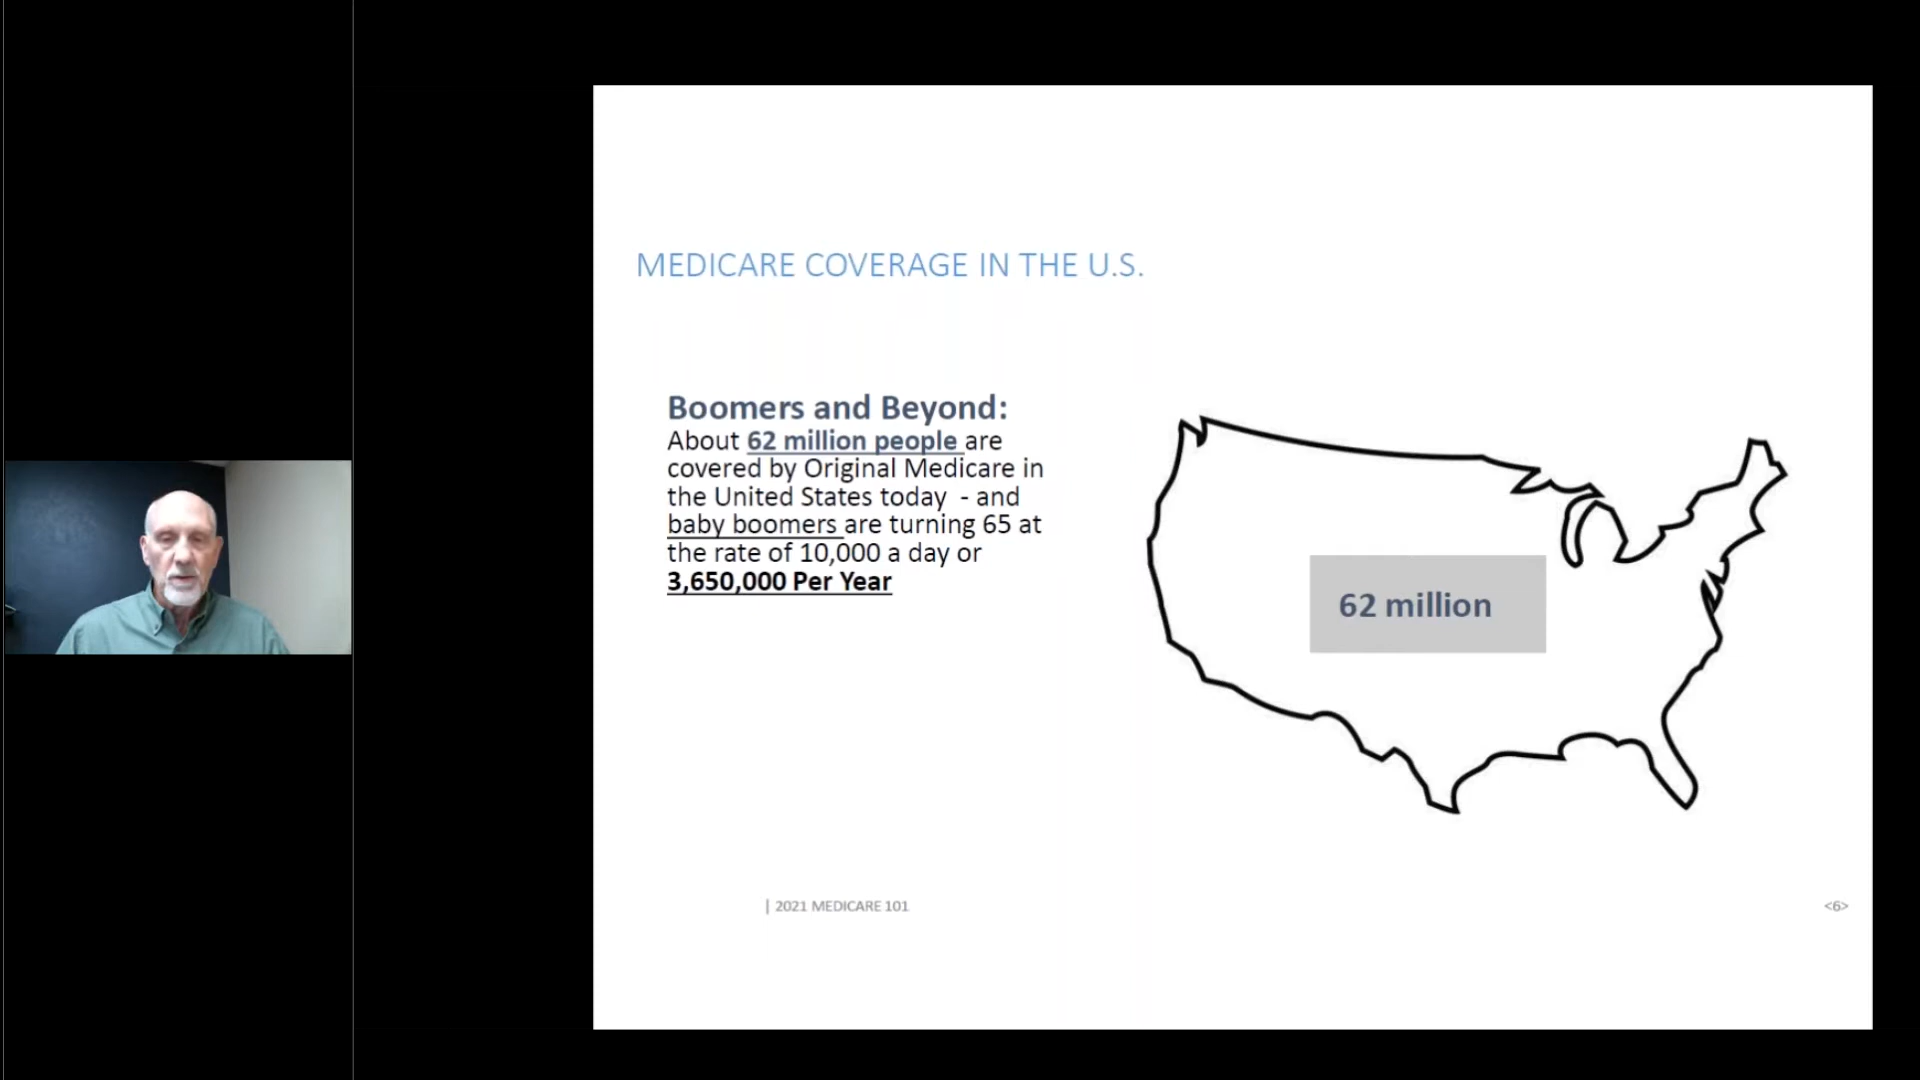 MEDICARE COVERAGE IN THE U.S.
Boomers and Beyond:
About 62 million people are
covered by Original Medicare in
the United States today - and
baby boomers are turning 65 at
the rate of 10,000 a day or
3,650,000 Per Year
62 million
| 2021 MEDICARE 101
<6>